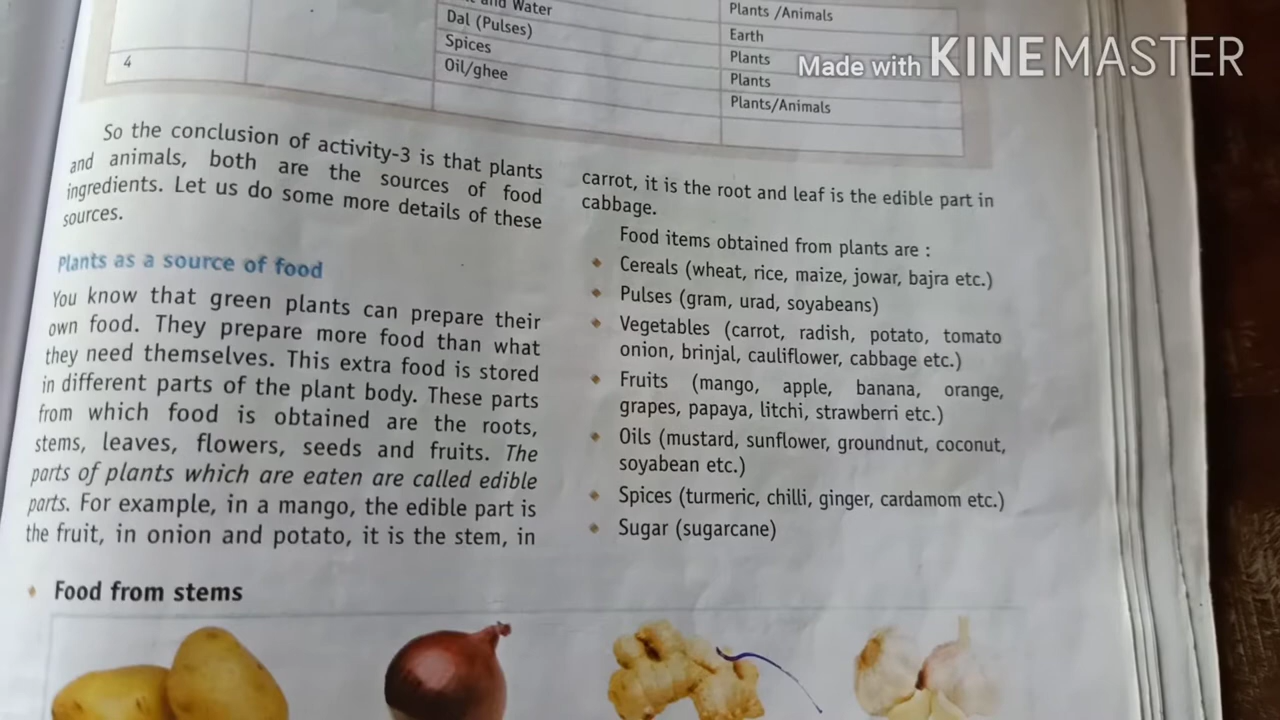 and Water
Plants /Animals
Dal (Pulses)
Earth
Spices
Plants
4
Oil/ghee
Plants
Plants/Animals
Made with KINEMASTER
So the conclusion of activity-3 is that plants
and animals, both are the sources of food
ingredients. Let us do some more details of these
sources.
Plants as a source of food
You know that green plants can prepare their
own food. They prepare more food than what
they need themselves. This extra food is stored
in different parts of the plant body. These parts
from which food is obtained are the roots,
stems, leaves, flowers, seeds and fruits. The
parts of plants which are eaten are called edible
parts. For example, in a mango, the edible part is
the fruit, in onion and potato, it is the stem, in
carrot, it is the root and leaf is the edible part in
cabbage.
Food items obtained from plants are :
Cereals (wheat, rice, maize, jowar, bajra etc.)
Pulses (gram, urad, soyabeans)
Vegetables (carrot, radish, potato, tomato
onion, brinjal, cauliflower, cabbage etc.)
Fruits (mango, apple, banana, orange,
grapes, papaya, litchi, strawberri etc.)
Oils (mustard, sunflower, groundnut, coconut,
soyabean etc.)
Spices (turmeric, chilli, ginger, cardamom etc.)
Sugar (sugarcane)
Food from stems